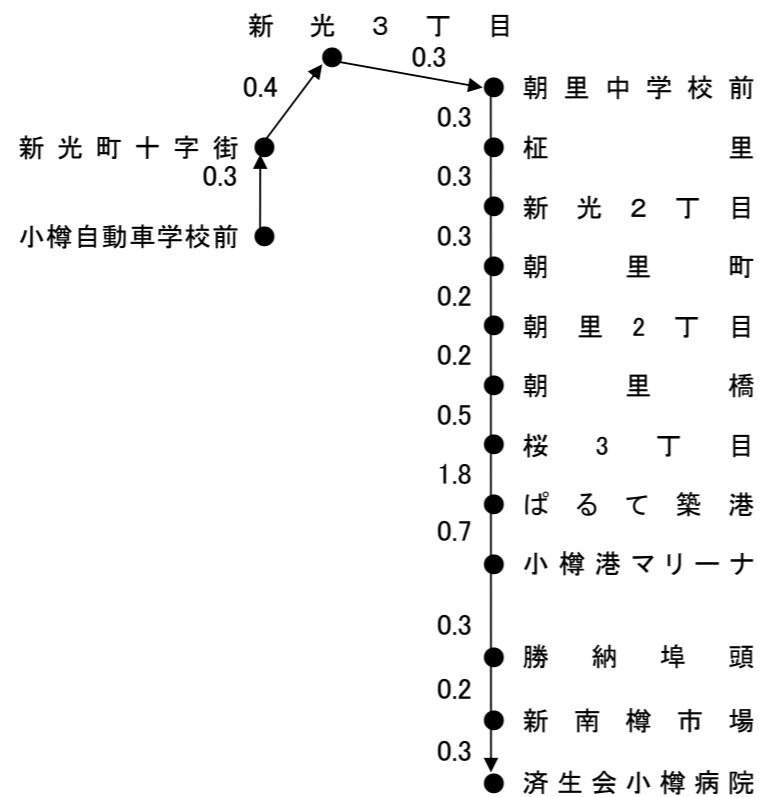 新光３丁目
0.3
0.4
朝里中学校前
0.3
新光町十字街
柾里
0.3
0.3
新光２丁目
小樽自動車学校前
0.3
朝里町
0.2
朝里2丁目
0.2
朝里橋
0.5
桜3丁目
1.8
ぱるて築港
0.7
小樽港マリーナ
0.3
勝納埠頭
0.2
新南樽市場
0.3
済生会小樽病院